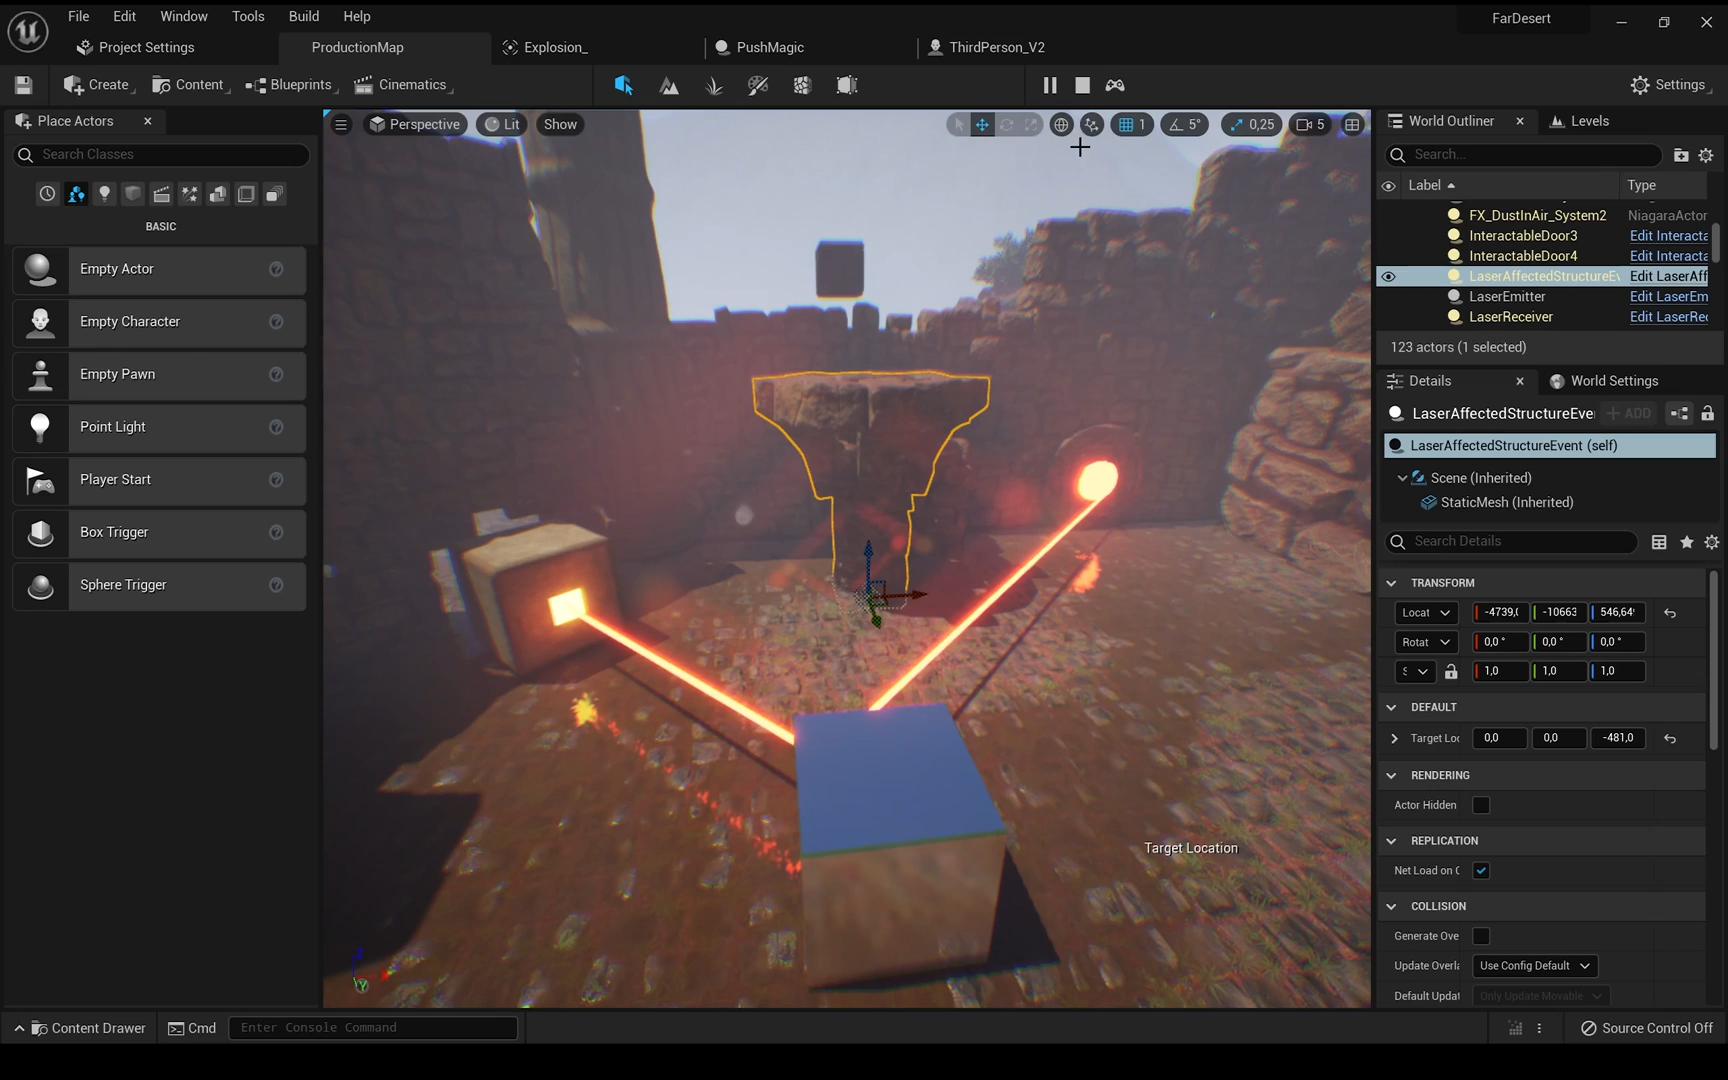 File Edit Window Tools Build Help
FarDesert
Project Settings
ProductionMap
Explosion_
PushMagic
ThirdPerson_V2
Create
Content
Blueprints
Cinematics
Settings
Place Actors
Search Classes
BASIC
Empty Actor
Empty Character
Empty Pawn
Point Light
Player Start
Box Trigger
Sphere Trigger
Perspective
Lit
Show
1
5°
0,25
5
Target Location
World Outliner
Levels
Search...
Label
Type
FX_DustInAir_System2 NiagaraActor
InteractableDoor3 Edit Interacta
InteractableDoor4 Edit Interacta
LaserAffectedStructureEv Edit LaserAff
LaserEmitter Edit LaserEm
LaserReceiver Edit LaserRec
123 actors (1 selected)
Details
World Settings
LaserAffectedStructureEve
+ ADD
LaserAffectedStructureEvent (self)
Scene (Inherited)
StaticMesh (Inherited)
Search Details
TRANSFORM
Locat -4739,( -10663 546,64
Rotat 0,0 ° 0,0 ° 0,0 °
S 1,0 1,0 1,0
DEFAULT
Target Loc 0,0 0,0 -481,0
RENDERING
Actor Hidden
REPLICATION
Net Load on C
COLLISION
Generate Ove
Update Overla Use Config Default
Default Updat Only Update Movable
Content Drawer
Cmd
Enter Console Command
Source Control Off
Z
X
Y